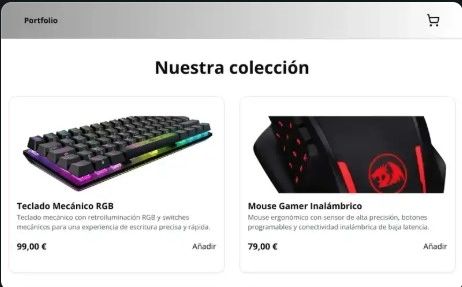 Portfolio
Nuestra colección
Teclado Mecánico RGB
Teclado mecánico con retroiluminación RGB y switches
mecánicos para una experiencia de escritura precisa y rápida.
99,00 €
Añadir
Mouse Gamer Inalámbrico
Mouse ergonómico con sensor de alta precisión, botones
programables y conectividad inalámbrica de baja latencia.
79,00 €
Añadir